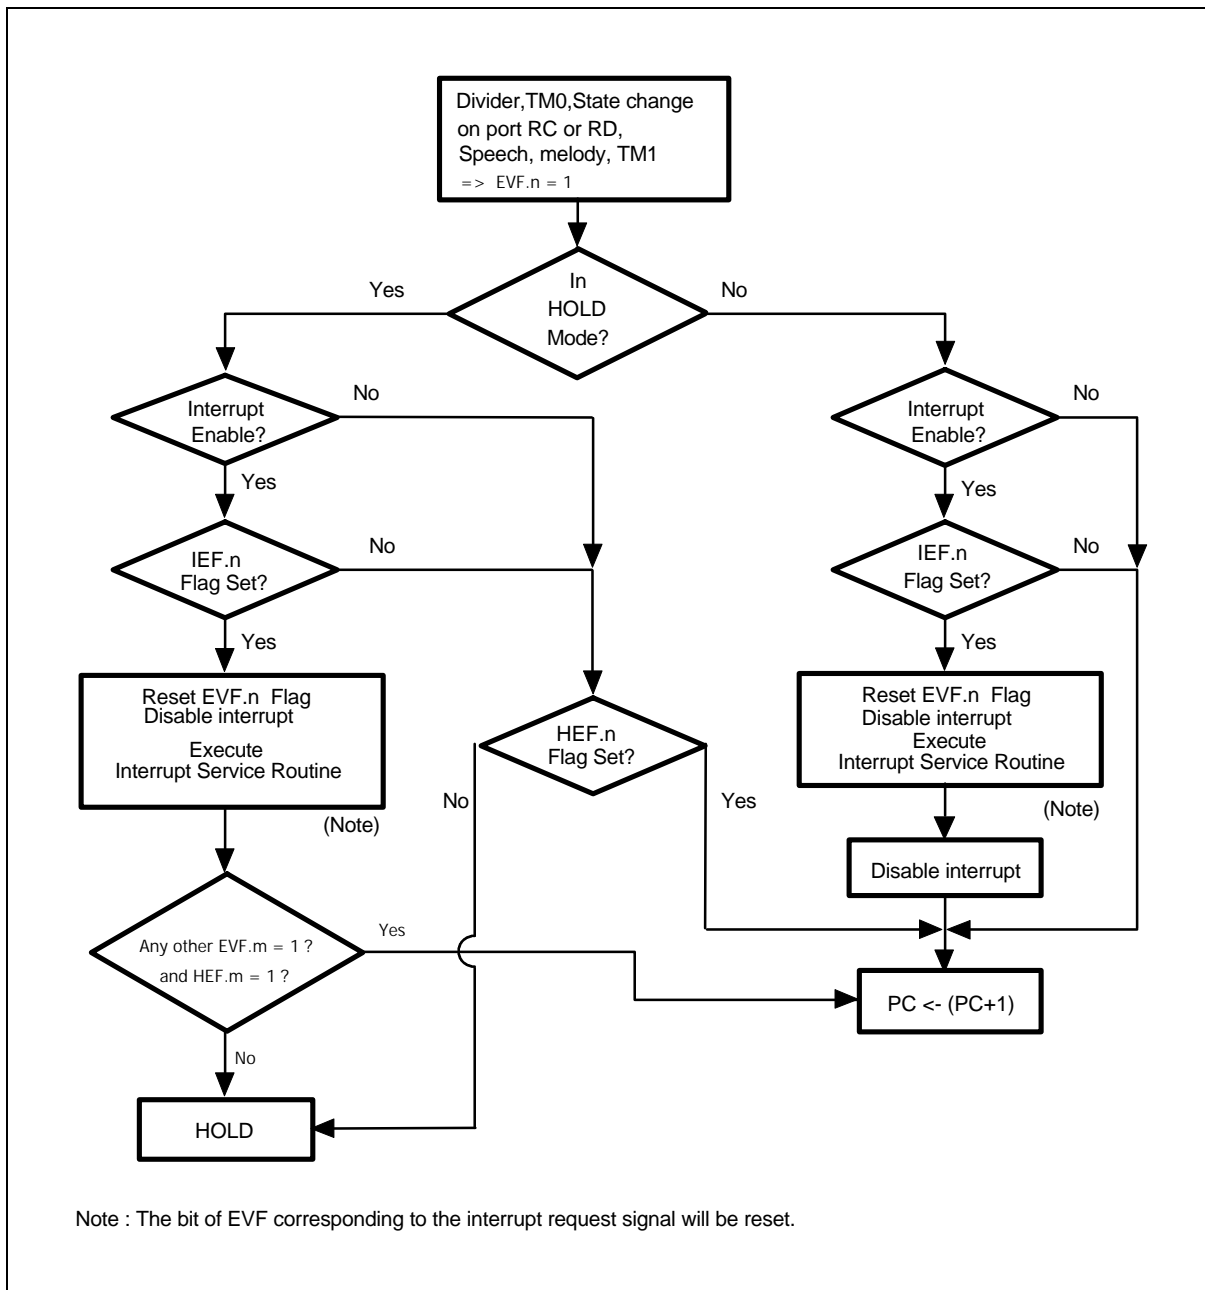 Divider,TM0,State change
on port RC or RD,
Speech, melody, TM1
=> EVF.n = 1
In
HOLD
Mode?
Yes
No
Interrupt
Enable?
No
Yes
Interrupt
Enable?
No
Yes
IEF.n
Flag Set?
No
Yes
IEF.n
Flag Set?
No
Yes
Reset EVF.n Flag
Disable interrupt
Execute
Interrupt Service Routine
(Note)
HEF.n
Flag Set?
No
Yes
Reset EVF.n Flag
Disable interrupt
Execute
Interrupt Service Routine
(Note)
Disable interrupt
Any other EVF.m = 1 ?
and HEF.m = 1 ?
Yes
No
PC <- (PC+1)
HOLD
Note : The bit of EVF corresponding to the interrupt request signal will be reset.